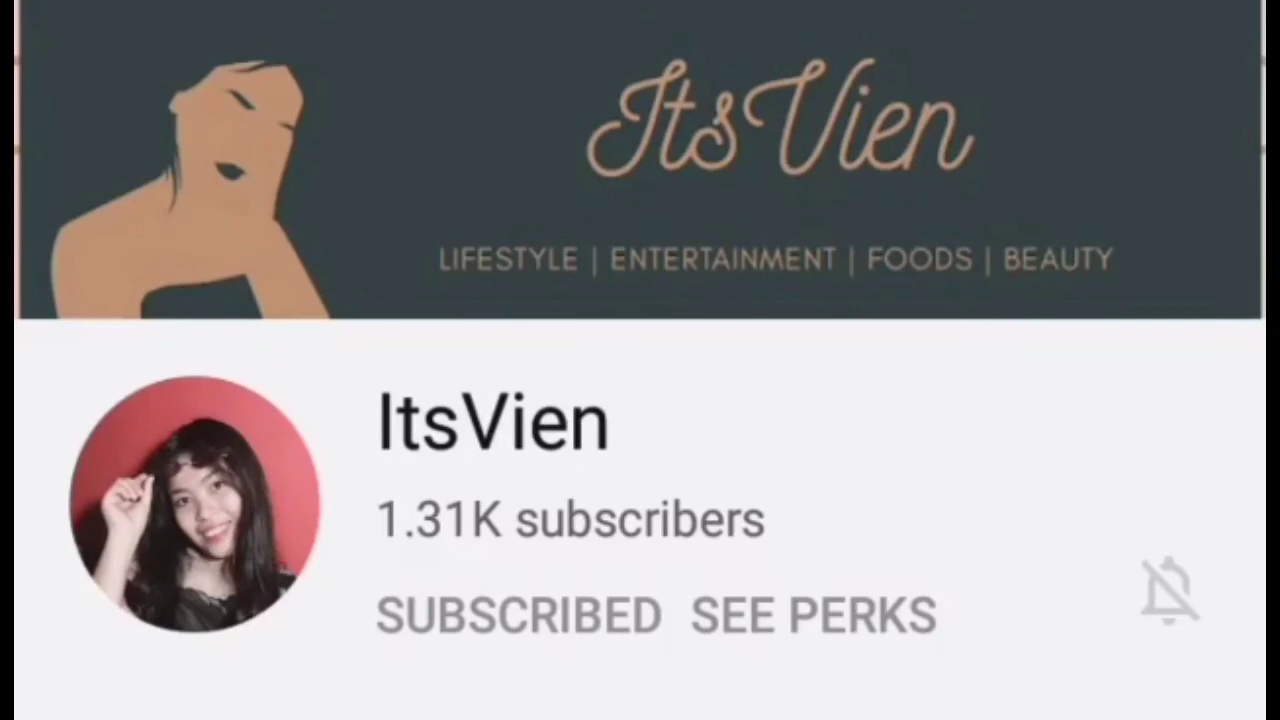 ItsVien
LIFESTYLE | ENTERTAINMENT | FOODS | BEAUTY
ItsVien
1.31K subscribers
SUBSCRIBED SEE PERKS